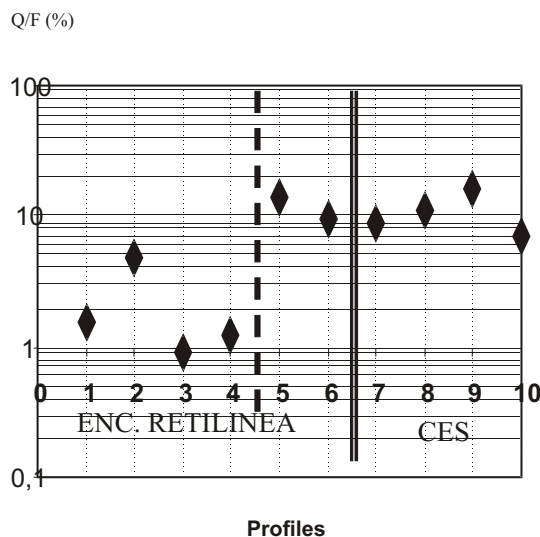 Q/F (%)
100
10
1
0 1 2 3 4 5 6 7 8 9 10
ENC. RETILINEA
CES
0,1
Profiles